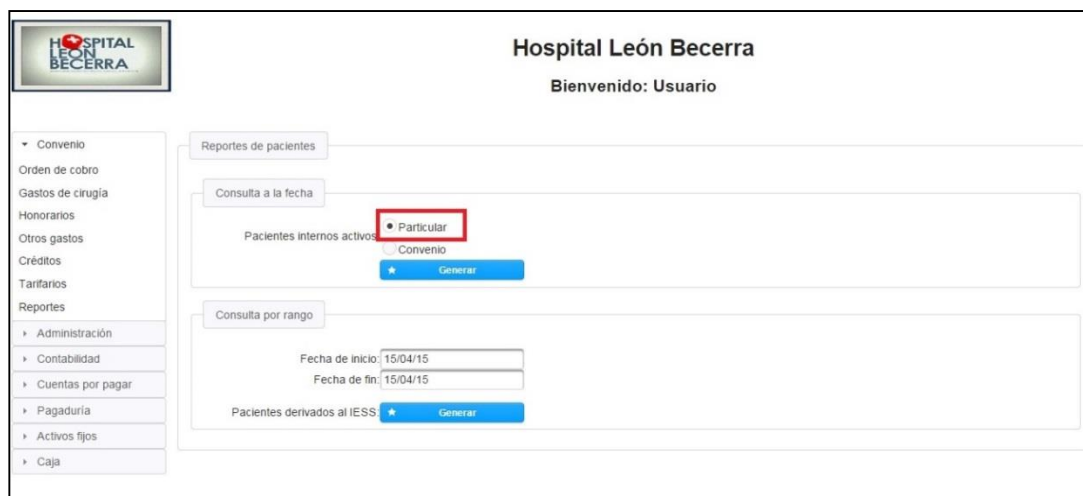 HOSPITAL
LEÓN
BECERRA
Hospital León Becerra
Bienvenido: Usuario
Convenio
Orden de cobro
Gastos de cirugía
Honorarios
Otros gastos
Créditos
Tarifarios
Reportes
Administración
Contabilidad
Cuentas por pagar
Pagaduría
Activos fijos
Caja
Reportes de pacientes
Consulta a la fecha
Pacientes internos activos:
Particular
Convenio
Generar
Consulta por rango
Fecha de inicio: 15/04/15
Fecha de fin: 15/04/15
Pacientes derivados al IESS: Generar